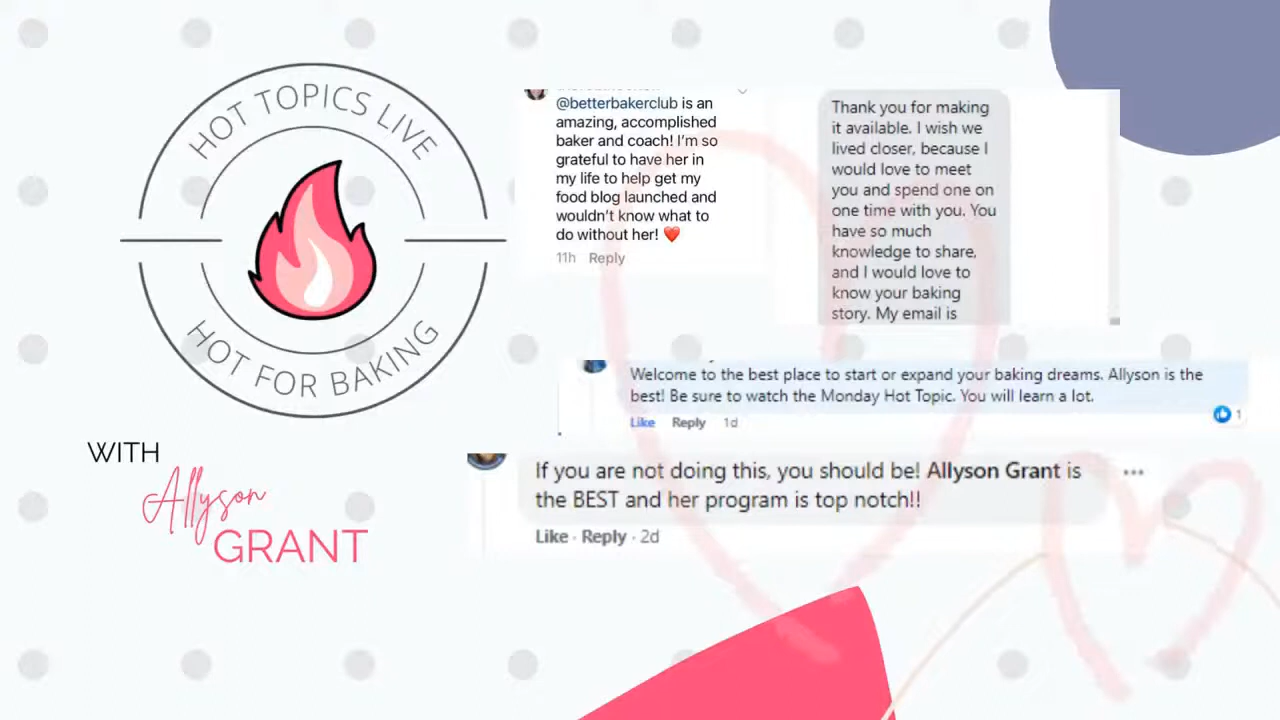 HOT TOPICS LIVE
HOT FOR BAKING
WITH
Allyson
GRANT
@betterbakerclub is an
amazing, accomplished
baker and coach! I'm so
grateful to have her in
my life to help get my
food blog launched and
wouldn't know what to
do without her! ❤️
11h Reply
Thank you for making
it available. I wish we
lived closer, because I
would love to meet
you and spend one on
one time with you. You
have so much
knowledge to share,
and I would love to
know your baking
story. My email is
Welcome to the best place to start or expand your baking dreams. Allyson is the
best! Be sure to watch the Monday Hot Topic. You will learn a lot.
Like Reply 1d
1
If you are not doing this, you should be! Allyson Grant is
the BEST and her program is top notch!!
Like · Reply · 2d